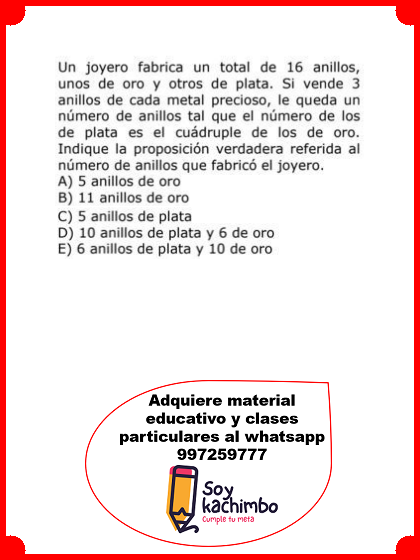 Un joyero fabrica un total de 16 anillos,
unos de oro y otros de plata. Si vende 3
anillos de cada metal precioso, le queda un
número de anillos tal que el número de los
de plata es el cuádruple de los de oro.
Indique la proposición verdadera referida al
número de anillos que fabricó el joyero.
A) 5 anillos de oro
B) 11 anillos de oro
C) 5 anillos de plata
D) 10 anillos de plata y 6 de oro
E) 6 anillos de plata y 10 de oro
Adquiere material
educativo y clases
particulares al whatsapp
997259777
Soy
kachimbo
Cumple tu meta